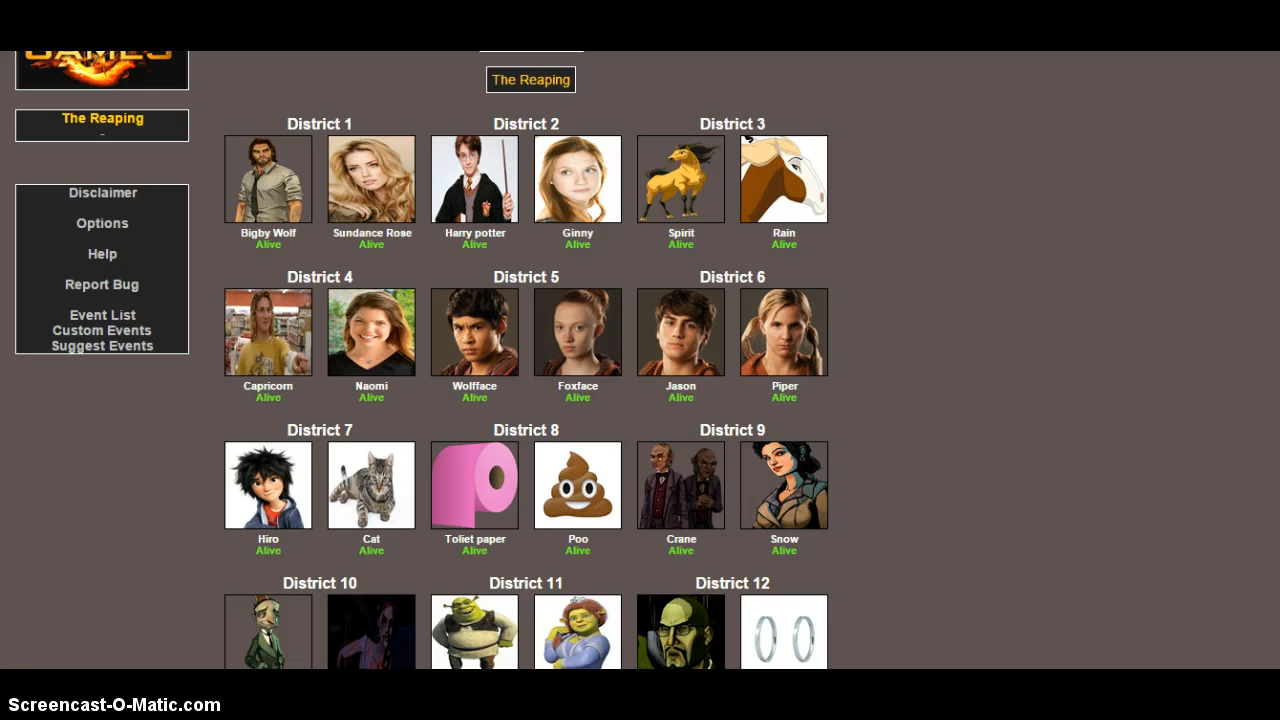 GAMES
The Reaping
The Reaping
-
Disclaimer
Options
Help
Report Bug
Event List
Custom Events
Suggest Events
District 1
District 2
District 3
Bigby Wolf
Sundance Rose
Harry potter
Ginny
Spirit
Rain
Alive
Alive
Alive
Alive
Alive
Alive
District 4
District 5
District 6
Capricorn
Naomi
Wolfface
Foxface
Jason
Piper
Alive
Alive
Alive
Alive
Alive
Alive
District 7
District 8
District 9
Hiro
Cat
Toliet paper
Poo
Crane
Snow
Alive
Alive
Alive
Alive
Alive
Alive
District 10
District 11
District 12
Screencast-O-Matic.com